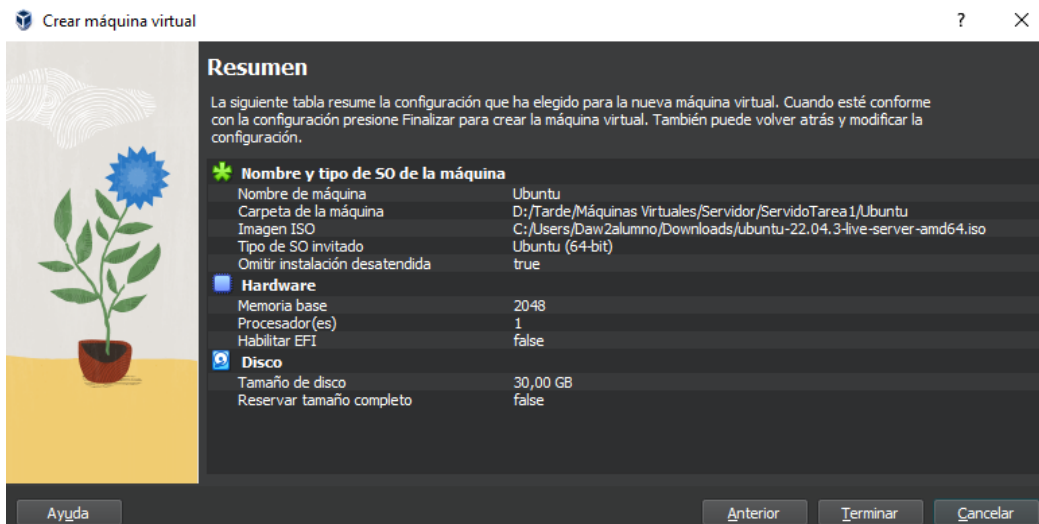 Crear máquina virtual
?
Resumen
La siguiente tabla resume la configuración que ha elegido para la nueva máquina virtual. Cuando esté conforme
con la configuración presione Finalizar para crear la máquina virtual. También puede volver atrás y modificar la
configuración.
Nombre y tipo de SO de la máquina
Nombre de máquina Ubuntu
Carpeta de la máquina D:/Tarde/Máquinas Virtuales/Servidor/ServidoTarea1/Ubuntu
Imagen ISO C:/Users/Daw2alumno/Downloads/ubuntu-22.04.3-live-server-amd64.iso
Tipo de SO invitado Ubuntu (64-bit)
Omitir instalación desatendida true
Hardware
Memoria base 2048
Procesador(es) 1
Habilitar EFI false
Disco
Tamaño de disco 30,00 GB
Reservar tamaño completo false
Ayuda Anterior Terminar Cancelar